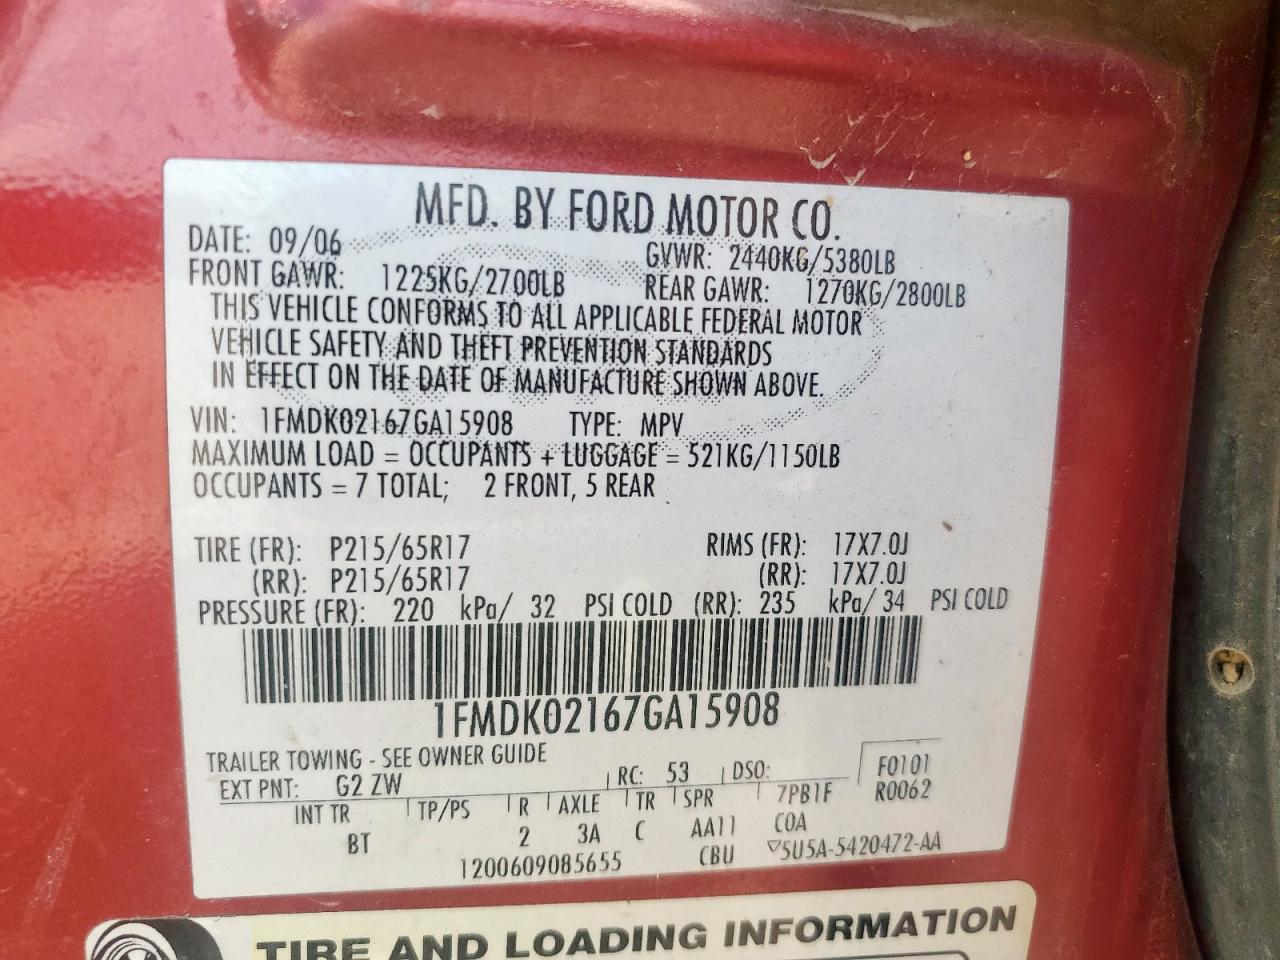 MFD. BY FORD MOTOR CO.
DATE: 09/06 GVWR: 2440KG/5380LB
FRONT GAWR: 1225KG/2700LB REAR GAWR: 1270KG/2800LB
THIS VEHICLE CONFORMS TO ALL APPLICABLE FEDERAL MOTOR
VEHICLE SAFETY AND THEFT PREVENTION STANDARDS
IN EFFECT ON THE DATE OF MANUFACTURE SHOWN ABOVE.
VIN: 1FMDK02167GA15908 TYPE: MPV
MAXIMUM LOAD = OCCUPANTS + LUGGAGE = 521KG/1150LB
OCCUPANTS = 7 TOTAL; 2 FRONT, 5 REAR
TIRE (FR): P215/65R17 RIMS (FR): 17X7.0J
(RR): P215/65R17 (RR): 17X7.0J
PRESSURE (FR): 220 kPa/ 32 PSI COLD (RR): 235 kPa/ 34 PSI COLD
1FMDK02167GA15908
TRAILER TOWING - SEE OWNER GUIDE
EXT PNT: G2 ZW RC: 53 DSO: F0101
INT TR TP/PS R AXLE TR SPR 7PB1F R0062
BT 2 3A C AA11 COA
1200609085655 CBU ▽5U5A-5420472-AA
TIRE AND LOADING INFORMATION